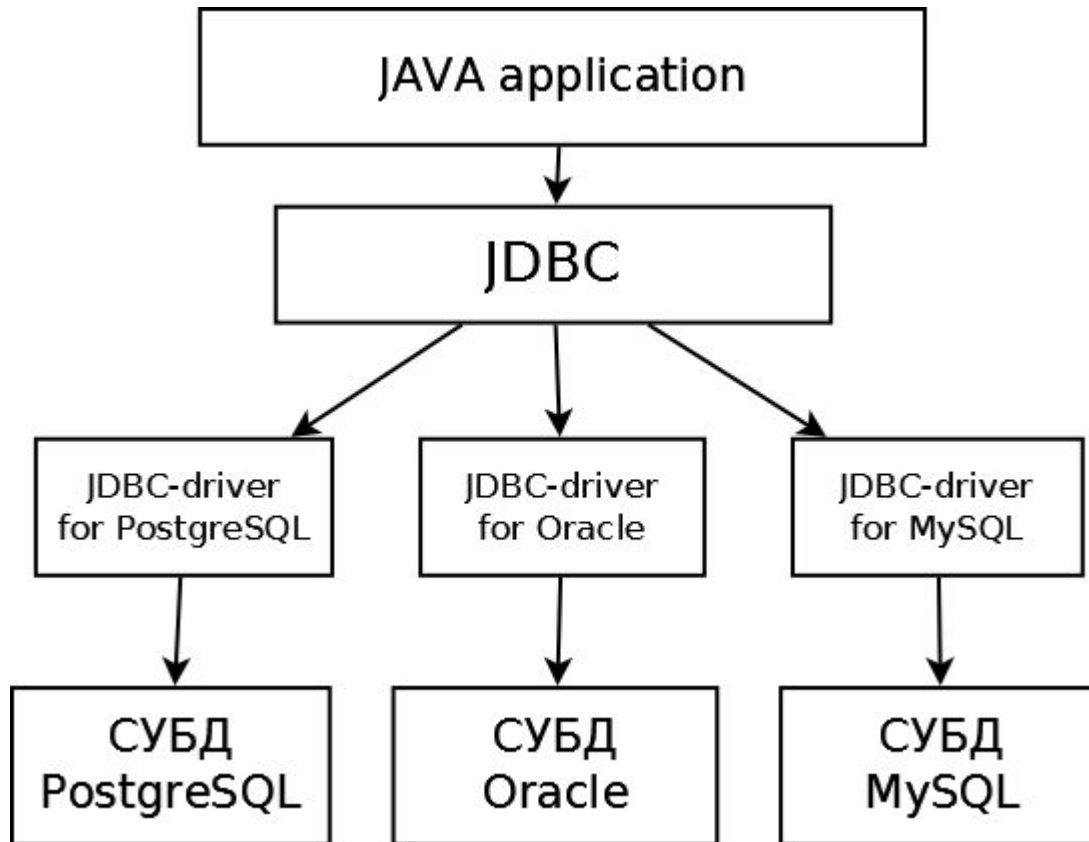 JAVA application
JDBC
JDBC-driver
for PostgreSQL
JDBC-driver
for Oracle
JDBC-driver
for MySQL
СУБД
PostgreSQL
СУБД
Oracle
СУБД
MySQL